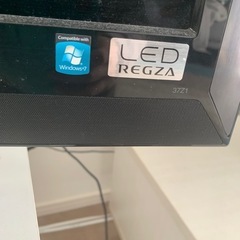 Compatible with
Windows 7
LED
REGZA
37Z1